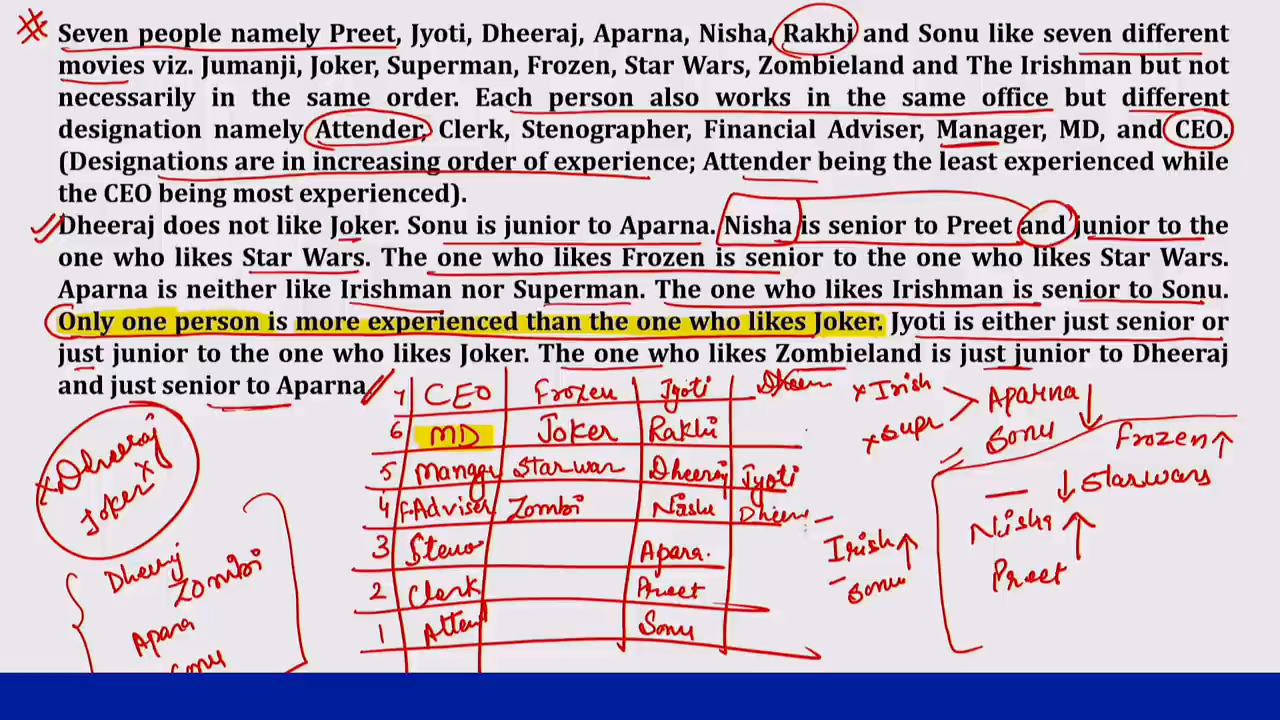 Seven people namely Preet, Jyoti, Dheeraj, Aparna, Nisha, Rakhi and Sonu like seven different
movies viz. Jumanji, Joker, Superman, Frozen, Star Wars, Zombieland and The Irishman but not
necessarily in the same order. Each person also works in the same office but different
designation namely Attender, Clerk, Stenographer, Financial Adviser, Manager, MD, and CEO.
(Designations are in increasing order of experience; Attender being the least experienced while
the CEO being most experienced).
Dheeraj does not like Joker. Sonu is junior to Aparna. Nisha is senior to Preet and junior to the
one who likes Star Wars. The one who likes Frozen is senior to the one who likes Star Wars.
Aparna is neither like Irishman nor Superman. The one who likes Irishman is senior to Sonu.
Only one person is more experienced than the one who likes Joker. Jyoti is either just senior or
just junior to the one who likes Joker. The one who likes Zombieland is just junior to Dheeraj
and just senior to Aparna
7 CEO Frozen Jyoti
6 MD Joker Rakhi
5 Starwar Dheeraj Jyoti
4 F.Adviser Zombi Nisha
3 Steno Apara.
2 Clerk Preet
1 Atten Sonu
x Irish
x Supr
Aparna ↓
Sonu
Frozen ↑
↓ Starwars
Nisha ↑
Preet
Irish ↑
Sonu
x Dheeraj
Joker x
Dheeraj
Zombi
Apara
Sonu